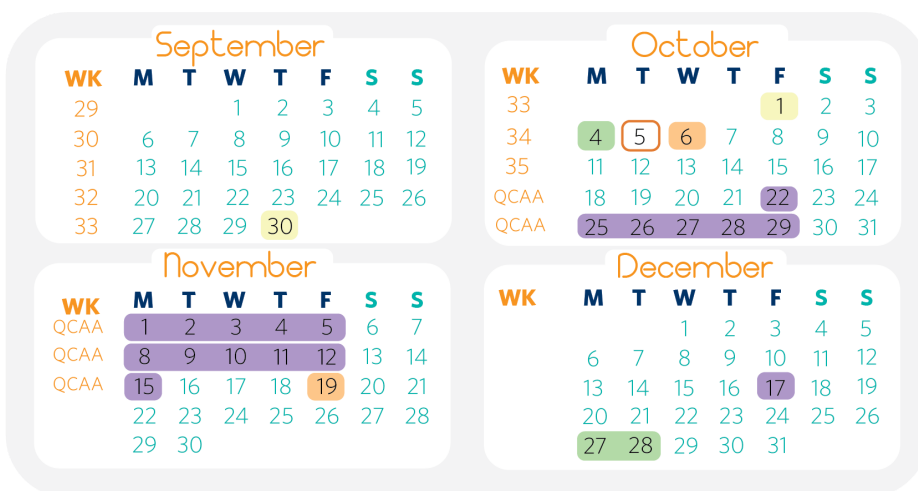 September
WK M T W T F S S
29 1 2 3 4 5
30 6 7 8 9 10 11 12
31 13 14 15 16 17 18 19
32 20 21 22 23 24 25 26
33 27 28 29 30
October
WK M T W T F S S
33 1 2 3
34 4 5 6 7 8 9 10
35 11 12 13 14 15 16 17
QCAA 18 19 20 21 22 23 24
QCAA 25 26 27 28 29 30 31
November
WK M T W T F S S
QCAA 1 2 3 4 5 6 7
QCAA 8 9 10 11 12 13 14
QCAA 15 16 17 18 19 20 21
22 23 24 25 26 27 28
29 30
December
WK M T W T F S S
1 2 3 4 5
6 7 8 9 10 11 12
13 14 15 16 17 18 19
20 21 22 23 24 25 26
27 28 29 30 31